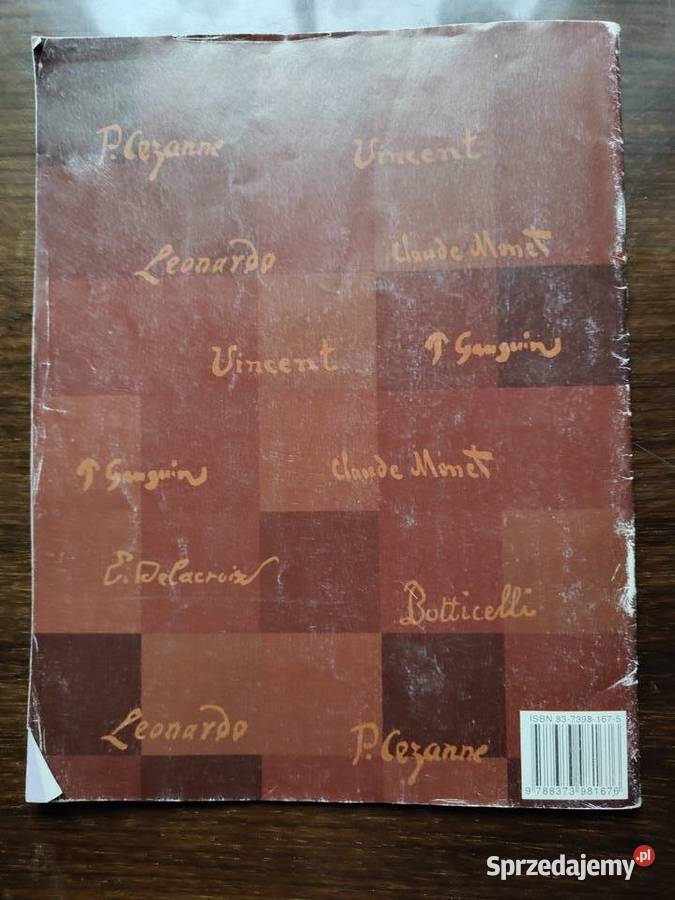 P. Cezanne
Vincent
Leonardo
Claude Monet
Vincent
P Gauguin
P Gauguin
Claude Monet
E. Delacroix
Botticelli
Leonardo
P. Cezanne
ISBN 83-7398-167-5
9 788373 981676
Sprzedajemy.pl